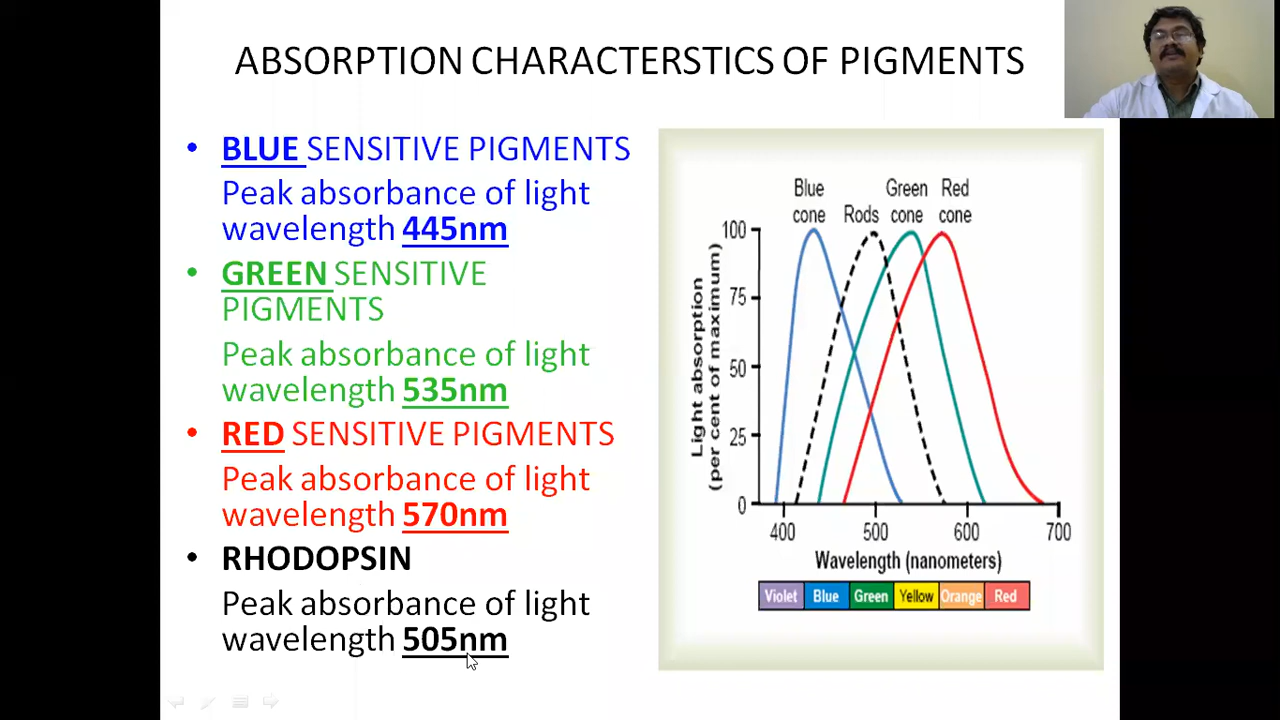 ABSORPTION CHARACTERSTICS OF PIGMENTS
• BLUE SENSITIVE PIGMENTS
Peak absorbance of light
wavelength 445nm
• GREEN SENSITIVE
PIGMENTS
Peak absorbance of light
wavelength 535nm
• RED SENSITIVE PIGMENTS
Peak absorbance of light
wavelength 570nm
• RHODOPSIN
Peak absorbance of light
wavelength 505nm
Blue cone
Rods
Green cone
Red cone
Light absorption
(per cent of maximum)
100
75
50
25
0
400 500 600 700
Wavelength (nanometers)
Violet Blue Green Yellow Orange Red